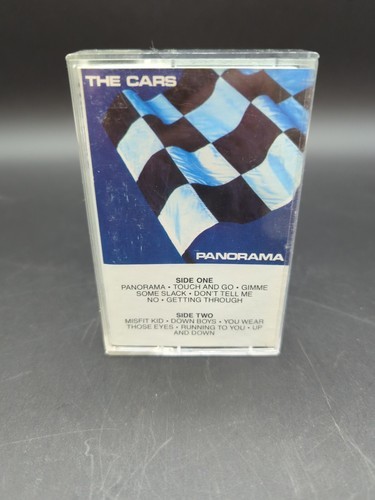 THE CARS
PANORAMA
SIDE ONE
PANORAMA • TOUCH AND GO • GIMME
SOME SLACK • DON'T TELL ME
NO • GETTING THROUGH
SIDE TWO
MISFIT KID • DOWN BOYS • YOU WEAR
THOSE EYES • RUNNING TO YOU • UP
AND DOWN